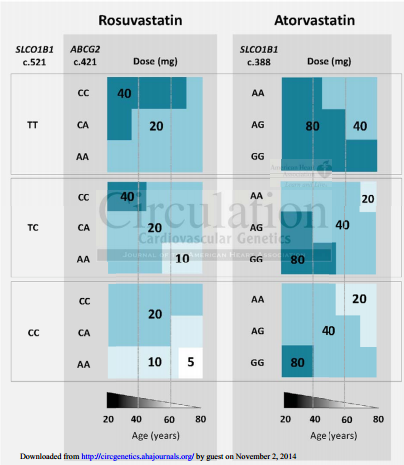 Rosuvastatin Atorvastatin
SLCO1B1 ABCG2 SLCO1B1
c.521 c.421 Dose (mg) c.388 Dose (mg)
CC 40 AA
TT CA 20 AG 80 40
AA GG
CC 40 AA 20
TC CA 20 AG 40
AA 10 GG 80
Circulation
Cardiovascular Genetics
CC 20 AA 20
CC CA AG 40
AA 10 5 GG 80
20 40 60 80 20 40 60 80
Age (years) Age (years)
Downloaded from http://circgenetics.ahajournals.org/ by guest on November 2, 2014